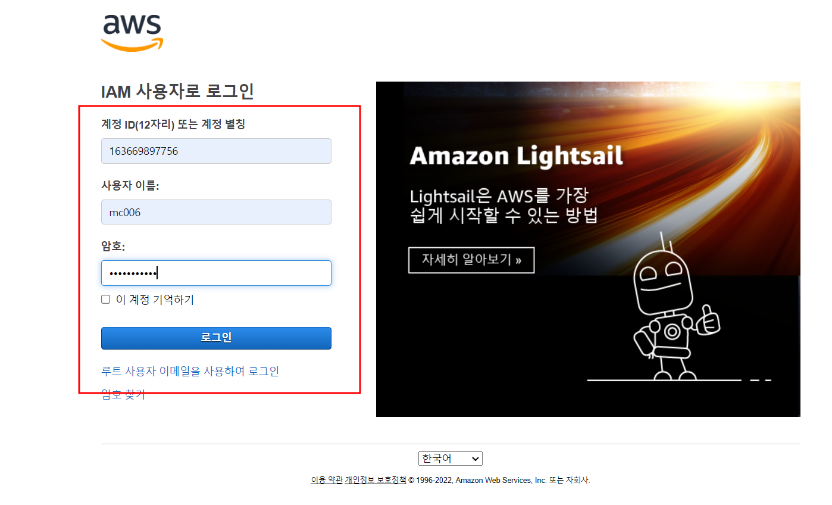 aws
IAM 사용자로 로그인
계정 ID(12자리) 또는 계정 별칭
163669897756
사용자 이름:
mc006
암호:
•••••••••••
이 계정 기억하기
로그인
루트 사용자 이메일을 사용하여 로그인
암호 찾기
Amazon Lightsail
Lightsail은 AWS를 가장
쉽게 시작할 수 있는 방법
자세히 알아보기 »
한국어
이용 약관 개인정보 보호정책 © 1996-2022, Amazon Web Services, Inc. 또는 자회사.